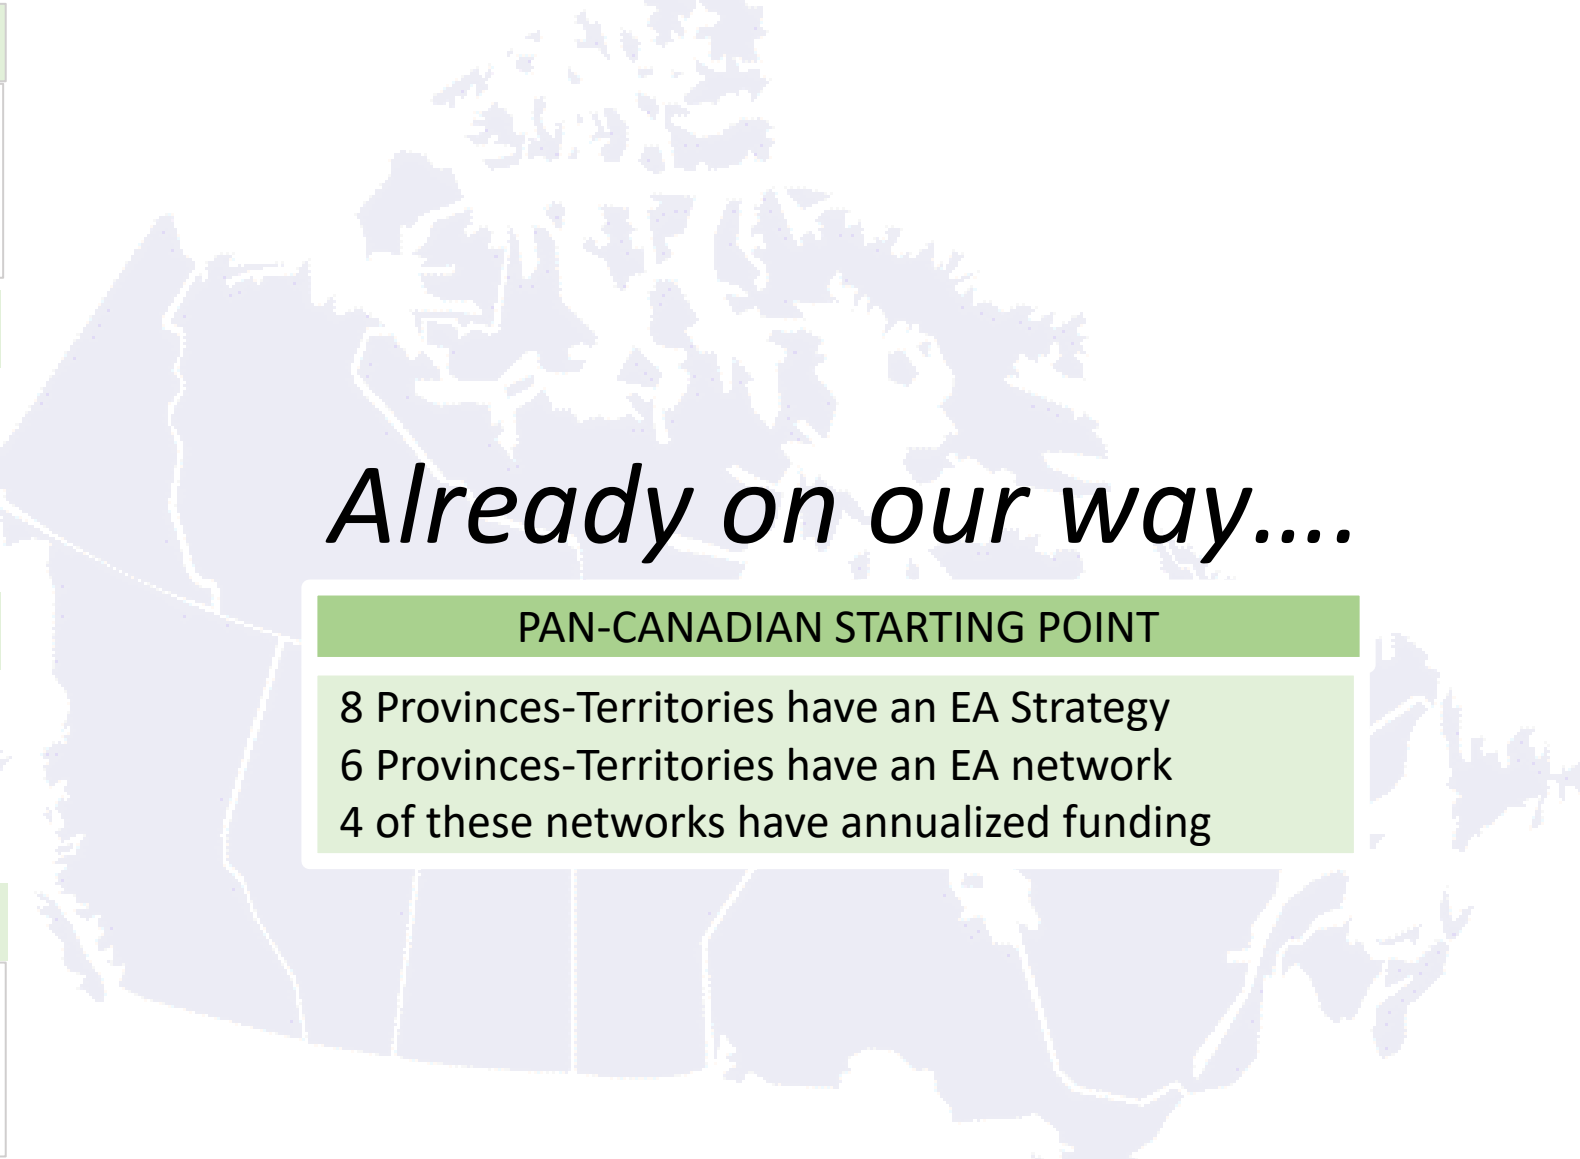 Already on our way….
PAN-CANADIAN STARTING POINT
8 Provinces-Territories have an EA Strategy
6 Provinces-Territories have an EA network
4 of these networks have annualized funding